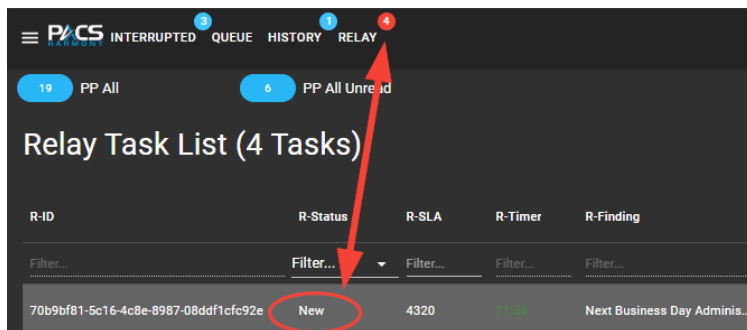 3 1 4
PACS HARMONY INTERRUPTED QUEUE HISTORY RELAY
19 PP All 6 PP All Unread
Relay Task List (4 Tasks)
R-ID R-Status R-SLA R-Timer R-Finding
Filter... Filter... Filter... Filter... Filter...
70b9bf81-5c16-4c8e-8987-08ddf1cfc92e New 4320 71:56 Next Business Day Adminis...